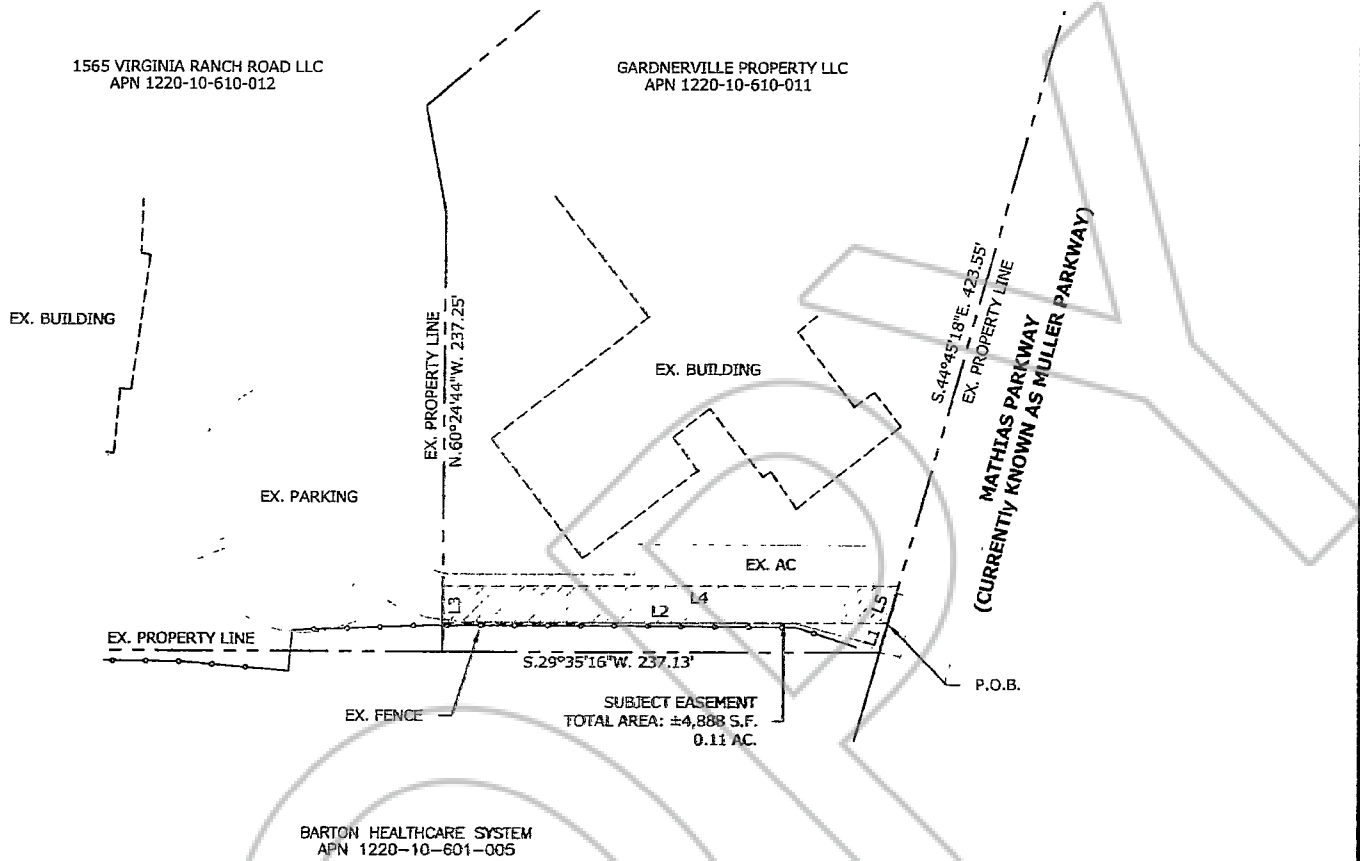 1565 VIRGINIA RANCH ROAD LLC
APN 1220-10-610-012
GARDNERVILLE PROPERTY LLC
APN 1220-10-610-011
EX. BUILDING
EX. PROPERTY LINE
N.60°24'44"W. 237.25'
EX. BUILDING
S.44°45'18"E. 423.55'
EX. PROPERTY LINE
MATHIAS PARKWAY
(CURRENTly KNOWN AS MULLER PARKWAY)
EX. PARKING
EX. AC
L3
L4
L2
L5
L1
EX. PROPERTY LINE
S.29°35'16"W. 237.13'
P.O.B.
EX. FENCE
SUBJECT EASEMENT
TOTAL AREA: ±4,888 S.F.
0.11 AC.
BARTON HEALTHCARE SYSTEM
APN 1220-10-601-005